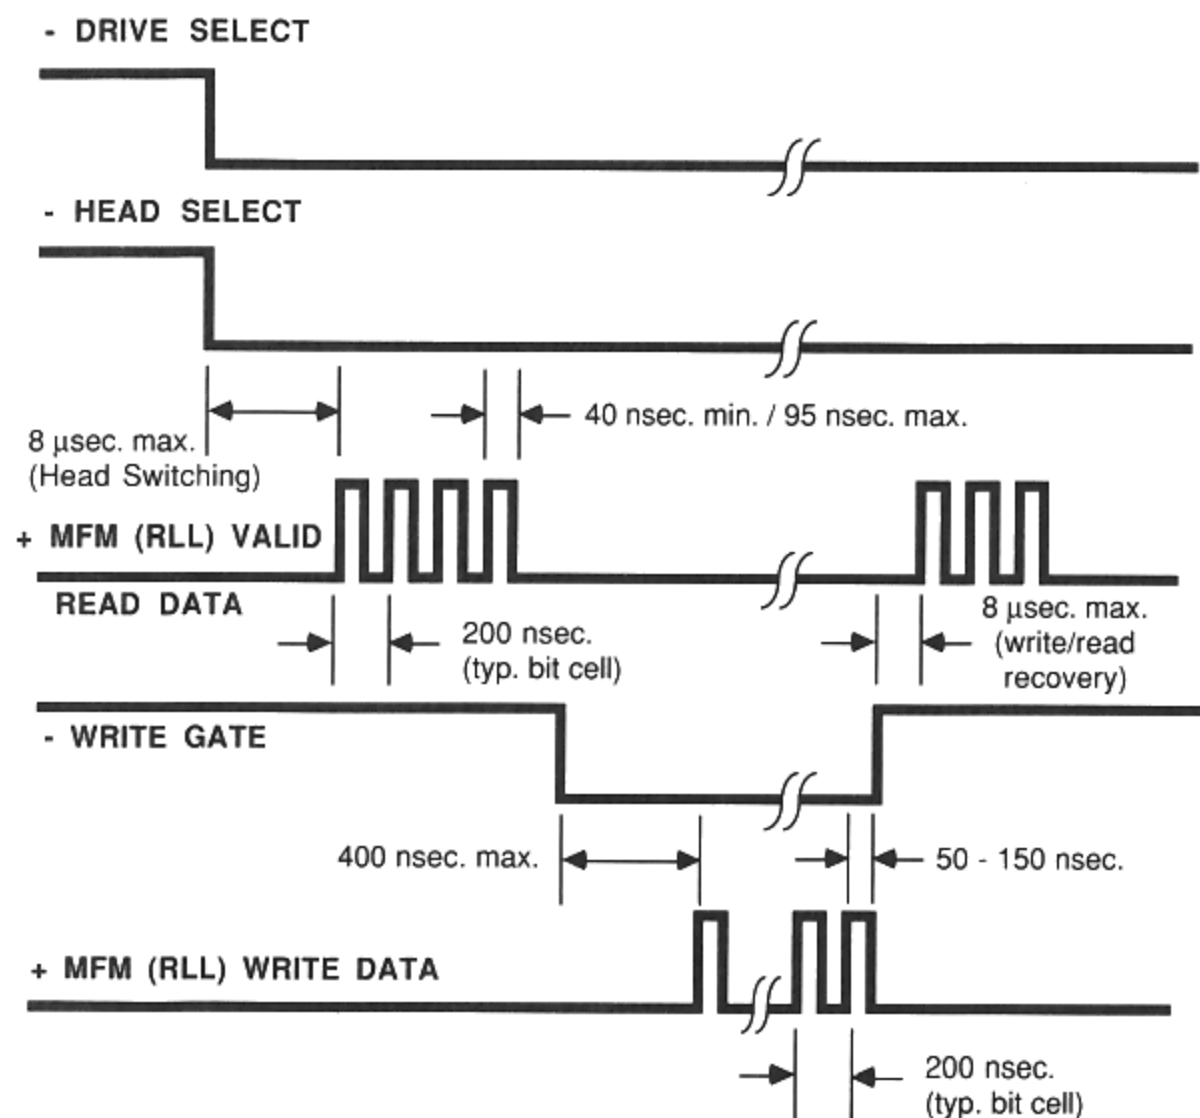 - DRIVE SELECT
- HEAD SELECT
40 nsec. min. / 95 nsec. max.
8 μsec. max.
(Head Switching)
+ MFM (RLL) VALID
READ DATA
200 nsec.
(typ. bit cell)
8 μsec. max.
(write/read
recovery)
- WRITE GATE
400 nsec. max.
50 - 150 nsec.
+ MFM (RLL) WRITE DATA
200 nsec.
(typ. bit cell)